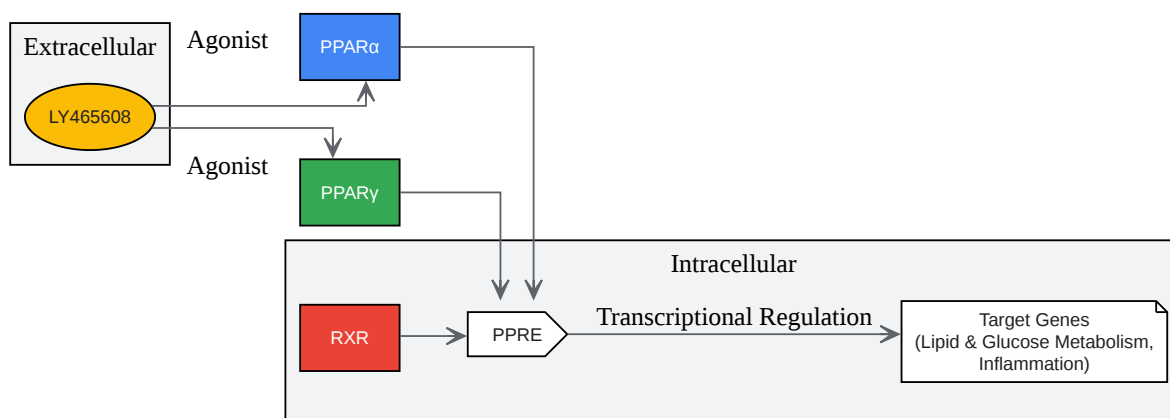 Extracellular
Agonist
PPARα
LY465608
Agonist
PPARγ
Intracellular
RXR
PPRE
Transcriptional Regulation
Target Genes
(Lipid & Glucose Metabolism,
Inflammation)